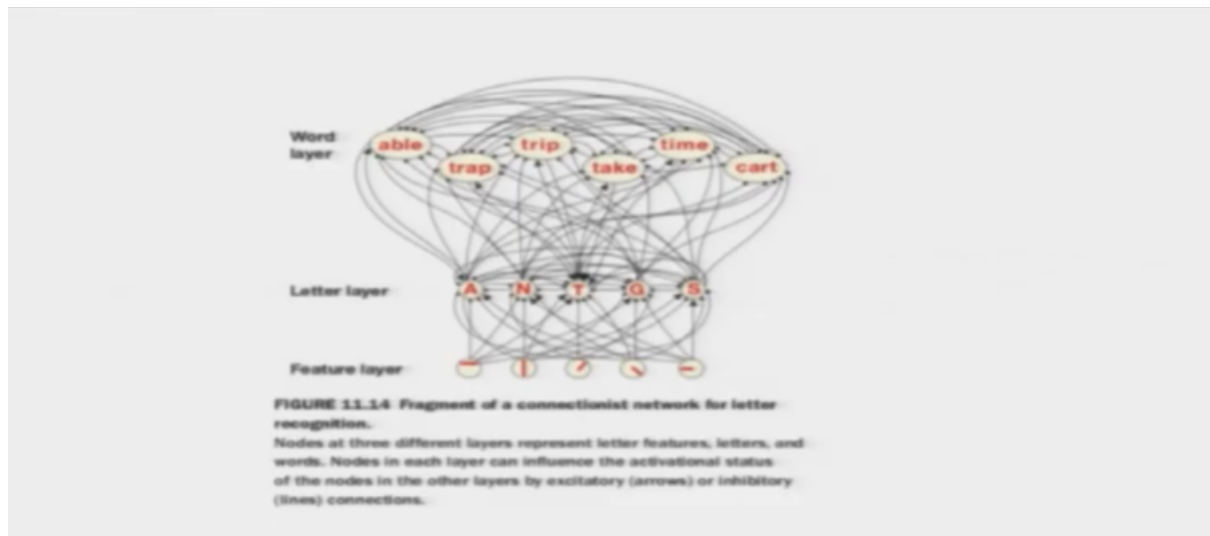 Word
layer
able
trip
time
trap
take
cart
Letter layer
A N T G S
Feature layer
FIGURE 11.14 Fragment of a connectionist network for letter
recognition.
Nodes at three different layers represent letter features, letters, and
words. Nodes in each layer can influence the activational status
of the nodes in the other layers by excitatory (arrows) or inhibitory
(lines) connections.